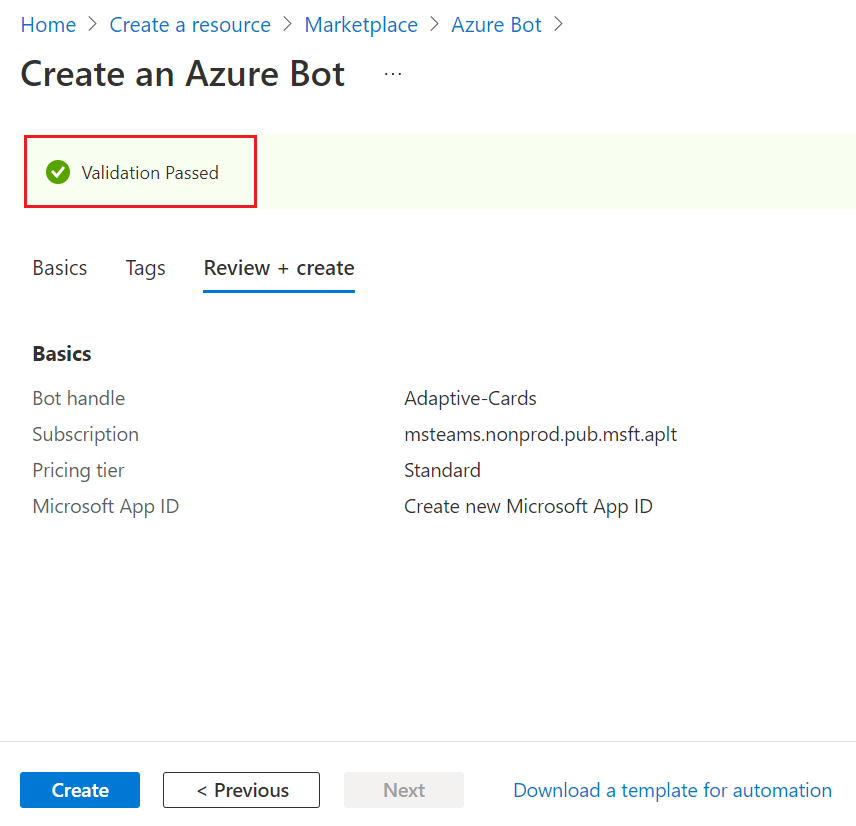 Home > Create a resource > Marketplace > Azure Bot >
Create an Azure Bot ...
Validation Passed
Basics Tags Review + create
Basics
Bot handle Adaptive-Cards
Subscription msteams.nonprod.pub.msft.aplt
Pricing tier Standard
Microsoft App ID Create new Microsoft App ID
Create < Previous Next Download a template for automation